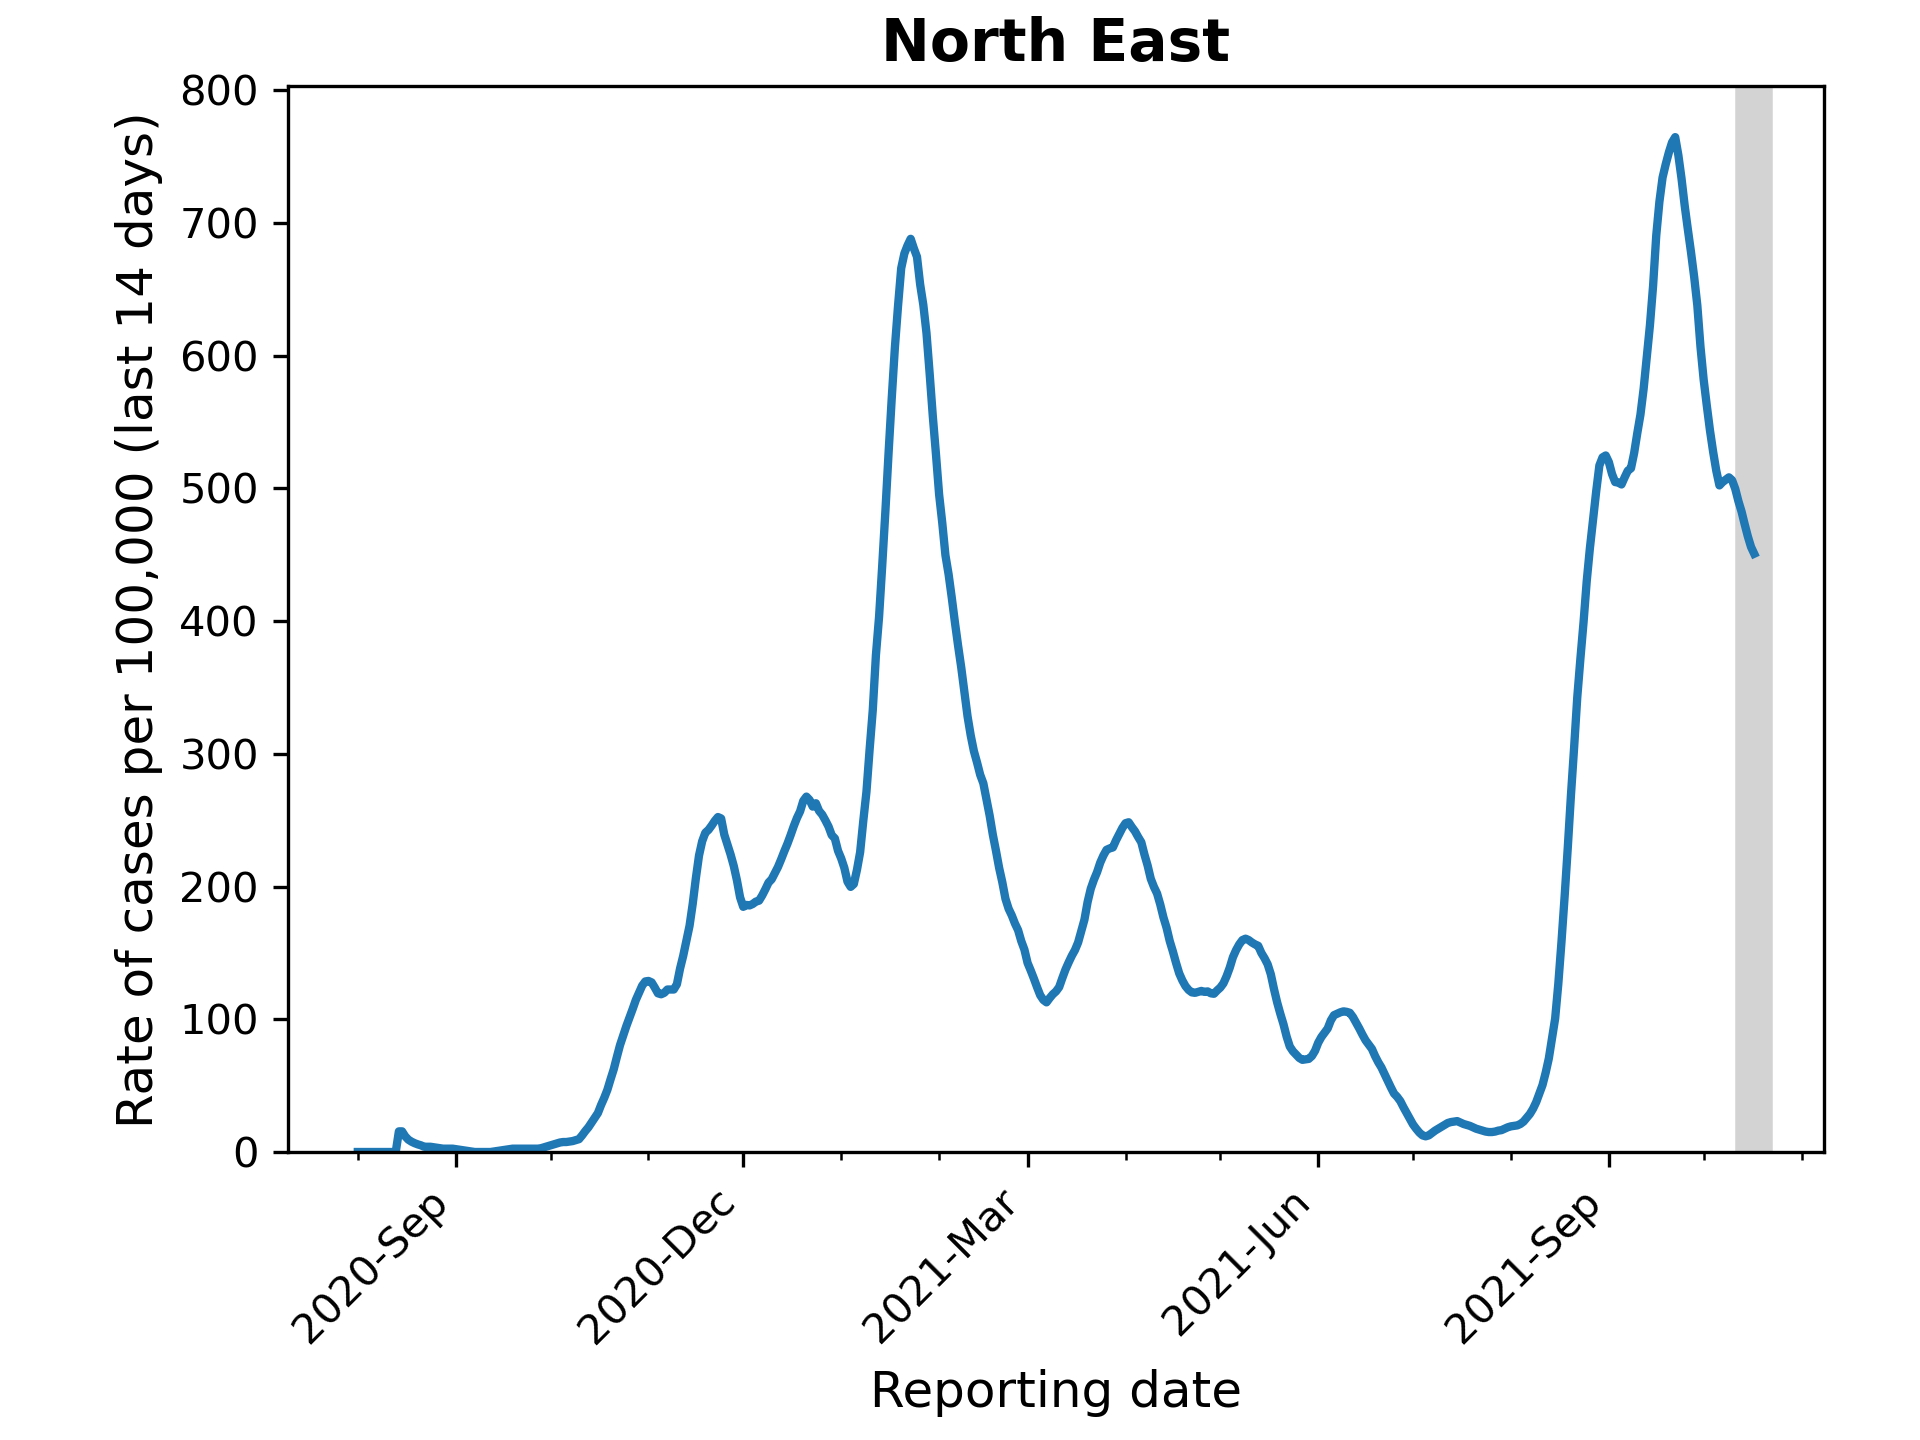 North East
Rate of cases per 100,000 (last 14 days)
800
700
600
500
400
300
200
100
0
2020-Sep
2020-Dec
2021-Mar
2021-Jun
2021-Sep
Reporting date